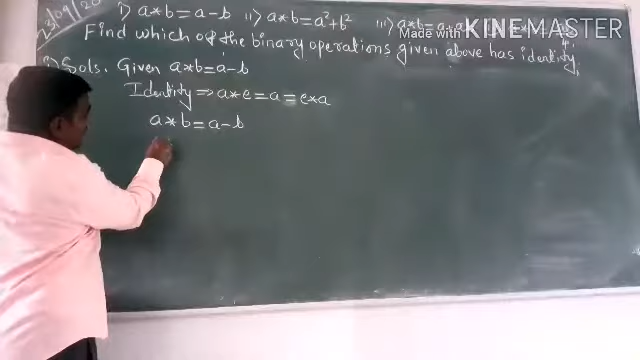 23/09/20
i) a*b=a-b ii) a*b=a²+b² iii) a*b=a+a
Made with KINEMASTER
Find which of the binary operations given above has identity.
i) Sols. Given a*b=a-b
Identity ⇒ a*e=a=e*a
a*b=a-b